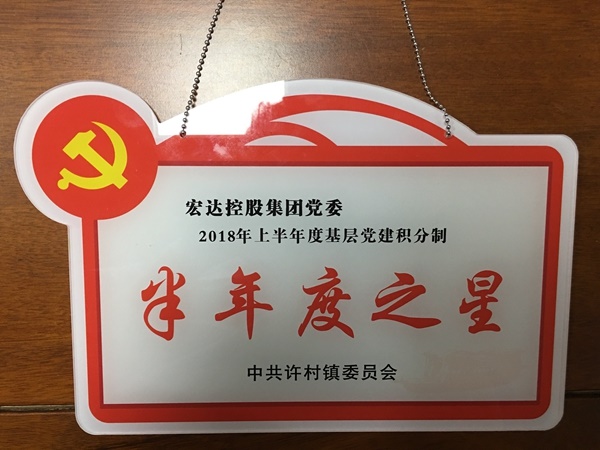 宏达控股集团党委
2018年上半年度基层党建积分制
半年度之星
中共许村镇委员会